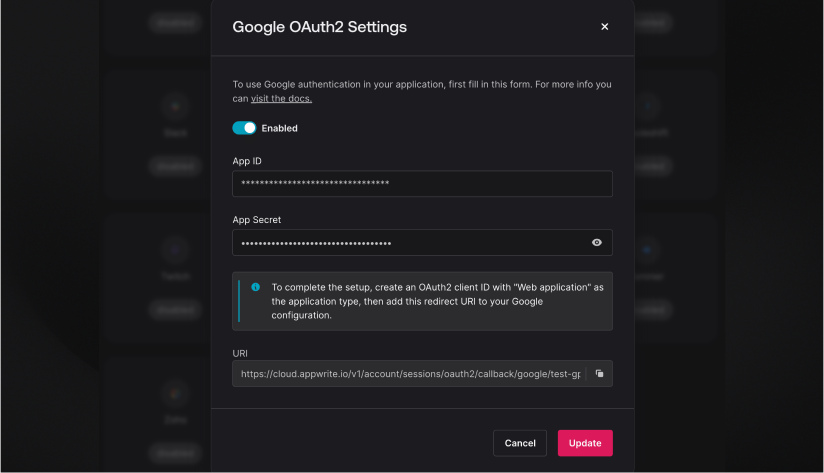 Google OAuth2 Settings
To use Google authentication in your application, first fill in this form. For more info you
can visit the docs.
Enabled
App ID
********************************
App Secret
•••••••••••••••••••••••••••••••••••
To complete the setup, create an OAuth2 client ID with "Web application" as
the application type, then add this redirect URI to your Google
configuration.
URI
https://cloud.appwrite.io/v1/account/sessions/oauth2/callback/google/test-gp
Cancel
Update